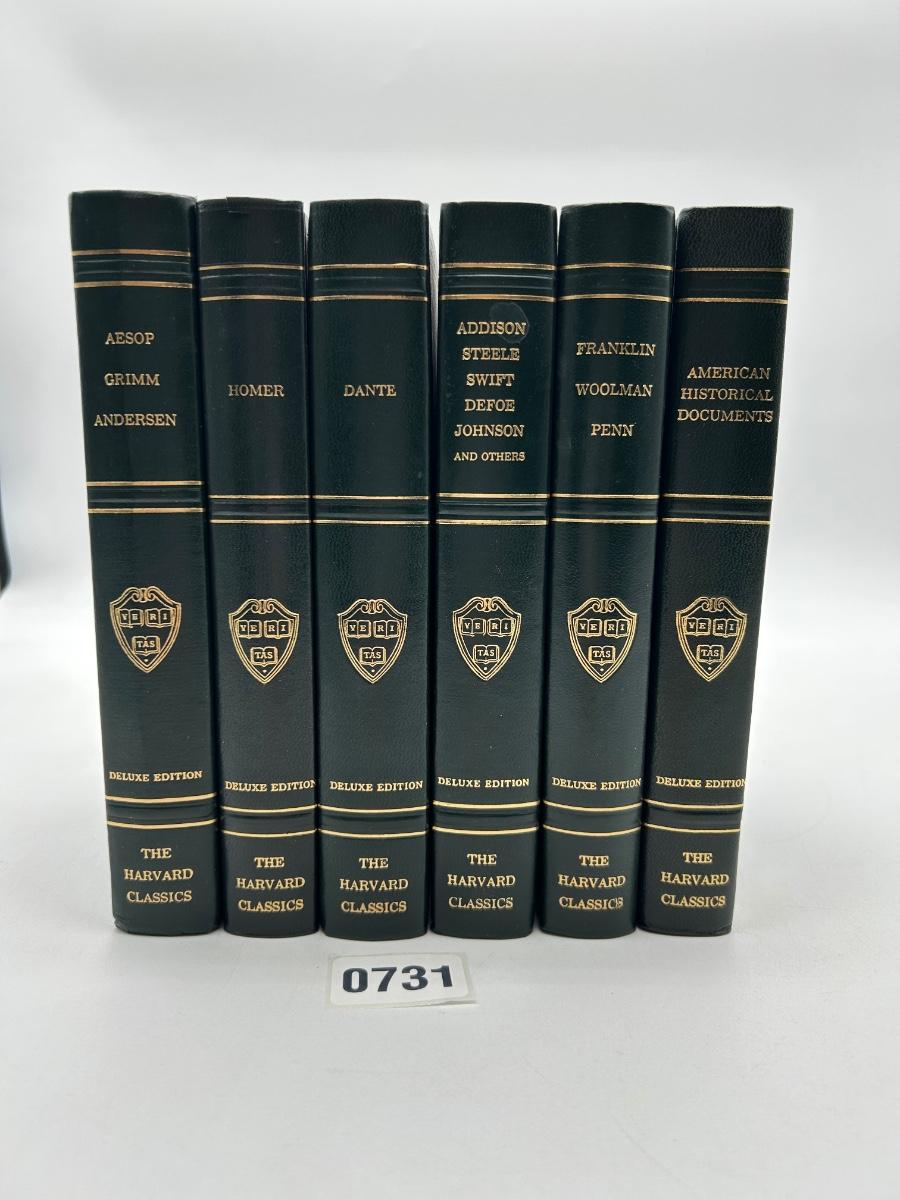 AESOP
GRIMM
ANDERSEN
VE RI
TAS
DELUXE EDITION
THE
HARVARD
CLASSICS
HOMER
VE RI
TAS
DELUXE EDITION
THE
HARVARD
CLASSICS
DANTE
VE RI
TAS
DELUXE EDITION
THE
HARVARD
CLASSICS
ADDISON
STEELE
SWIFT
DEFOE
JOHNSON
AND OTHERS
VE RI
TAS
DELUXE EDITION
THE
HARVARD
CLASSICS
FRANKLIN
WOOLMAN
PENN
VE RI
TAS
DELUXE EDITION
THE
HARVARD
CLASSICS
AMERICAN
HISTORICAL
DOCUMENTS
VE RI
TAS
DELUXE EDITION
THE
HARVARD
CLASSICS
0731